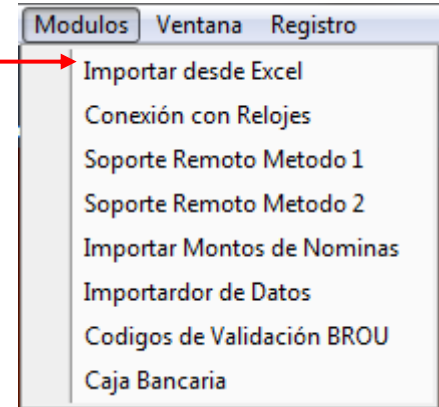 Modulos Ventana Registro
Importar desde Excel
Conexión con Relojes
Soporte Remoto Metodo 1
Soporte Remoto Metodo 2
Importar Montos de Nominas
Importardor de Datos
Codigos de Validación BROU
Caja Bancaria